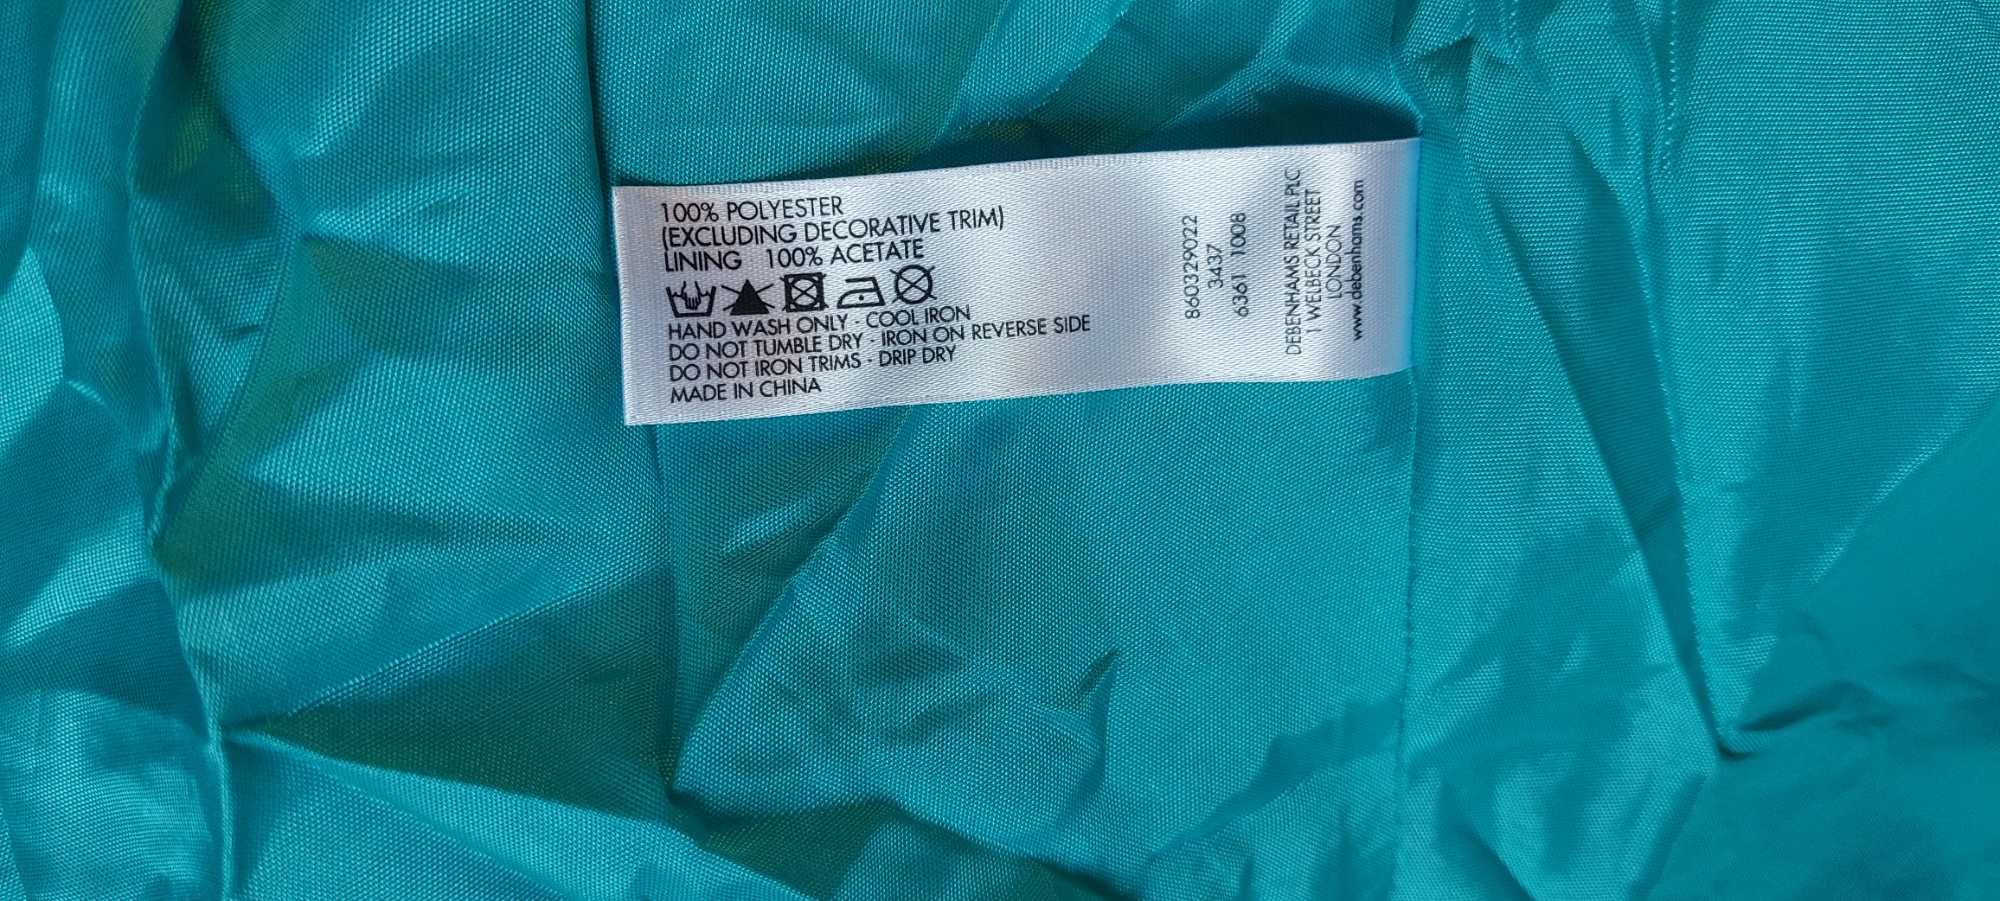 100% POLYESTER
(EXCLUDING DECORATIVE TRIM)
LINING 100% ACETATE
HAND WASH ONLY - COOL IRON
DO NOT TUMBLE DRY - IRON ON REVERSE SIDE
DO NOT IRON TRIMS - DRIP DRY
MADE IN CHINA
860329022
3437
6361 1008
DEBENHAMS RETAIL PLC
1 WELBECK STREET
LONDON
www.debenhams.com